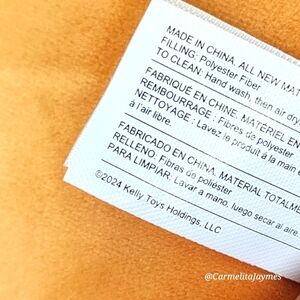 MADE IN CHINA. ALL NEW MAT
FILLING: Polyester Fiber
TO CLEAN: Hand wash, then air dry
FABRIQUÉ EN CHINE. MATÉRIEL EN
REMBOURRAGE : Fibres de polyester
NETTOYAGE : Lavez le produit à la main e
à l'air libre.
FABRICADO EN CHINA. MATERIAL TOTALME
RELLENO: Fibras de poliéster
PARA LIMPIAR: Lavar a mano, luego secar al aire.
©2024 Kelly Toys Holdings, LLC
@CarmelitaJaymes